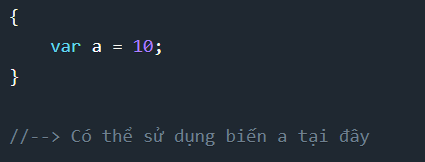 {
    var a = 10;
}
//--> Có thể sử dụng biến a tại đây